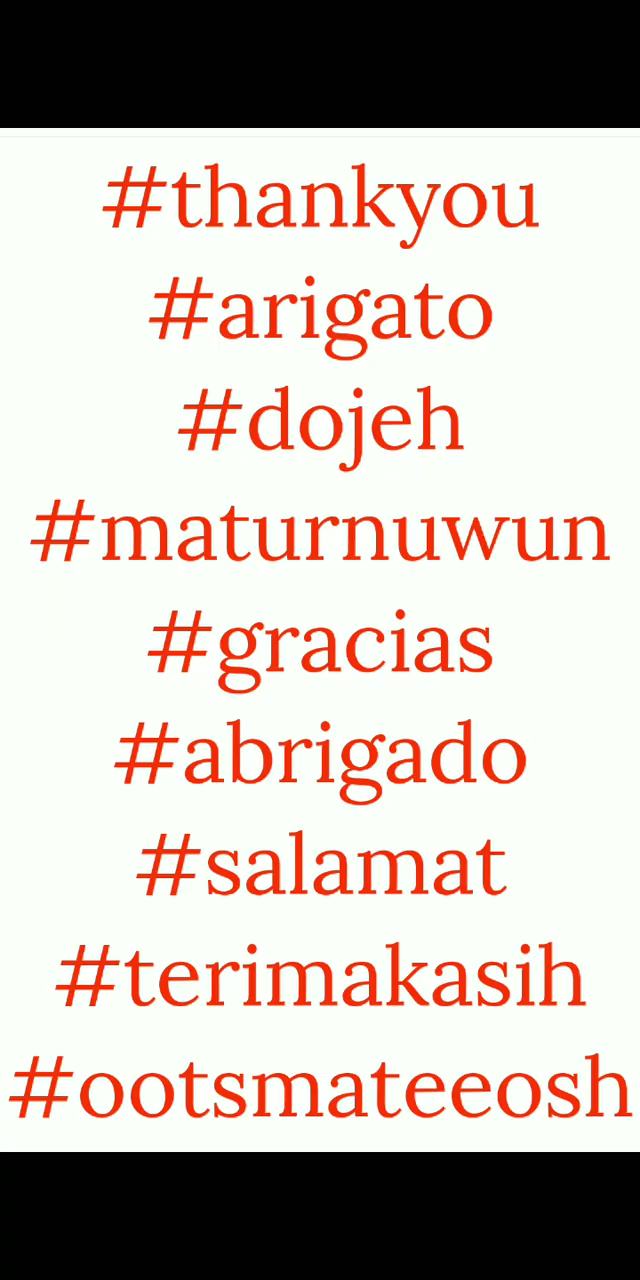 #thankyou
#arigato
#dojeh
#maturnuwun
#gracias
#abrigado
#salamat
#terimakasih
#ootsmateeosh